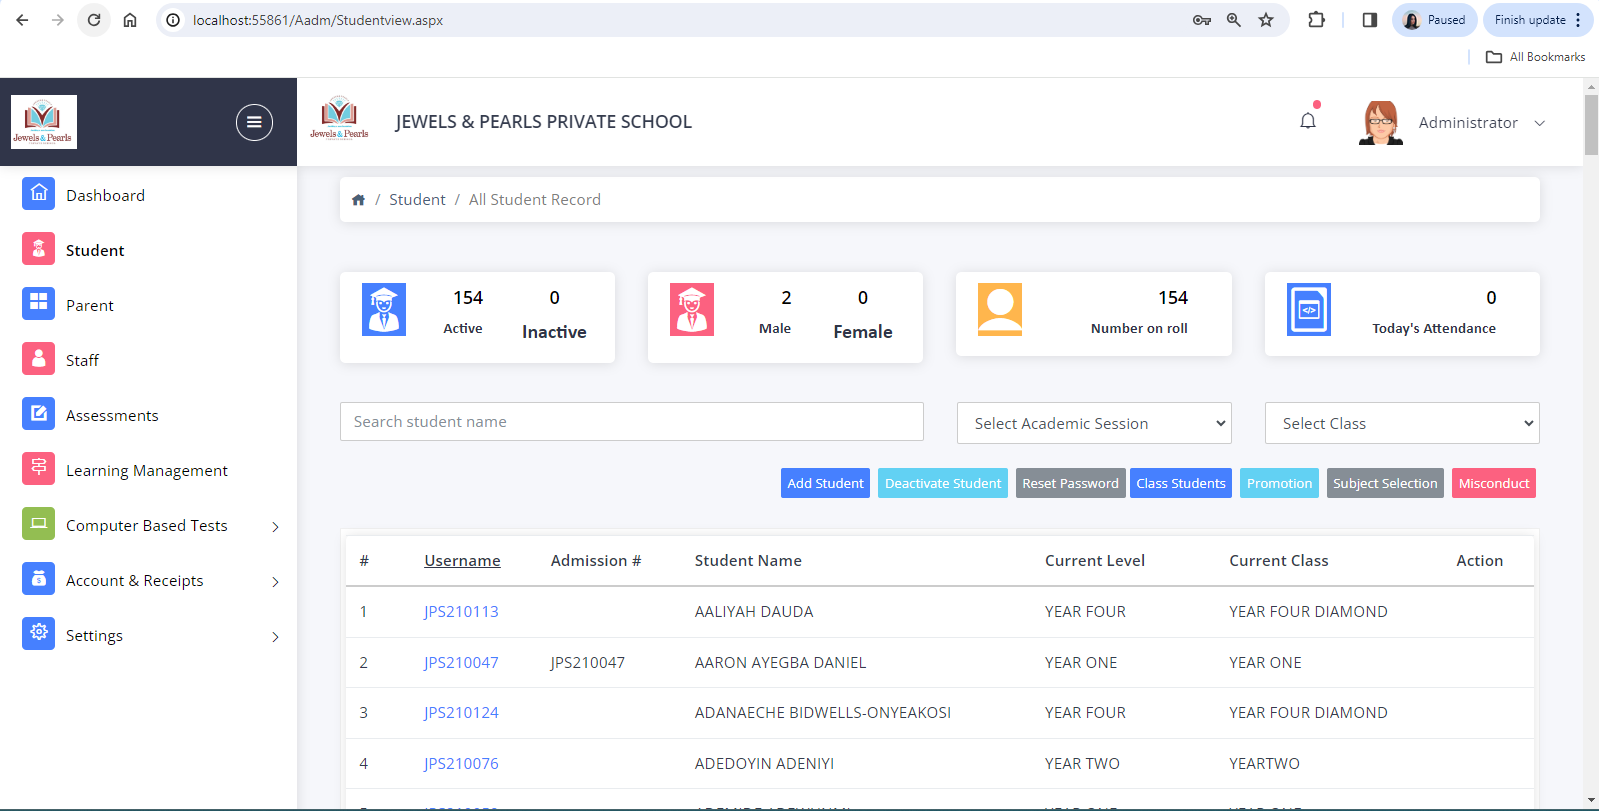 localhost:55861/Aadm/Studentview.aspx
Paused
Finish update
All Bookmarks
Jewels & Pearls
Jewels & Pearls
JEWELS & PEARLS PRIVATE SCHOOL
Administrator
Dashboard
Student
Parent
Staff
Assessments
Learning Management
Computer Based Tests
Account & Receipts
Settings
/ Student / All Student Record
154 0
Active Inactive
2 0
Male Female
154
Number on roll
0
Today's Attendance
Search student name
Select Academic Session
Select Class
Add Student Deactivate Student Reset Password Class Students Promotion Subject Selection Misconduct
# Username Admission # Student Name Current Level Current Class Action
1 JPS210113 AALIYAH DAUDA YEAR FOUR YEAR FOUR DIAMOND
2 JPS210047 JPS210047 AARON AYEGBA DANIEL YEAR ONE YEAR ONE
3 JPS210124 ADANAECHE BIDWELLS-ONYEAKOSI YEAR FOUR YEAR FOUR DIAMOND
4 JPS210076 ADEDOYIN ADENIYI YEAR TWO YEARTWO